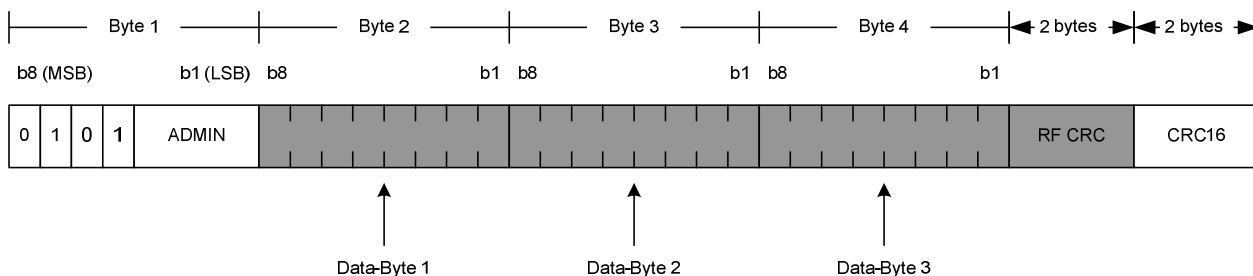 Byte 1 Byte 2 Byte 3 Byte 4 2 bytes 2 bytes
b8 (MSB) b1 (LSB) b8 b1 b8 b1 b8 b1
0 1 0 1 ADMIN RF CRC CRC16
Data-Byte 1 Data-Byte 2 Data-Byte 3